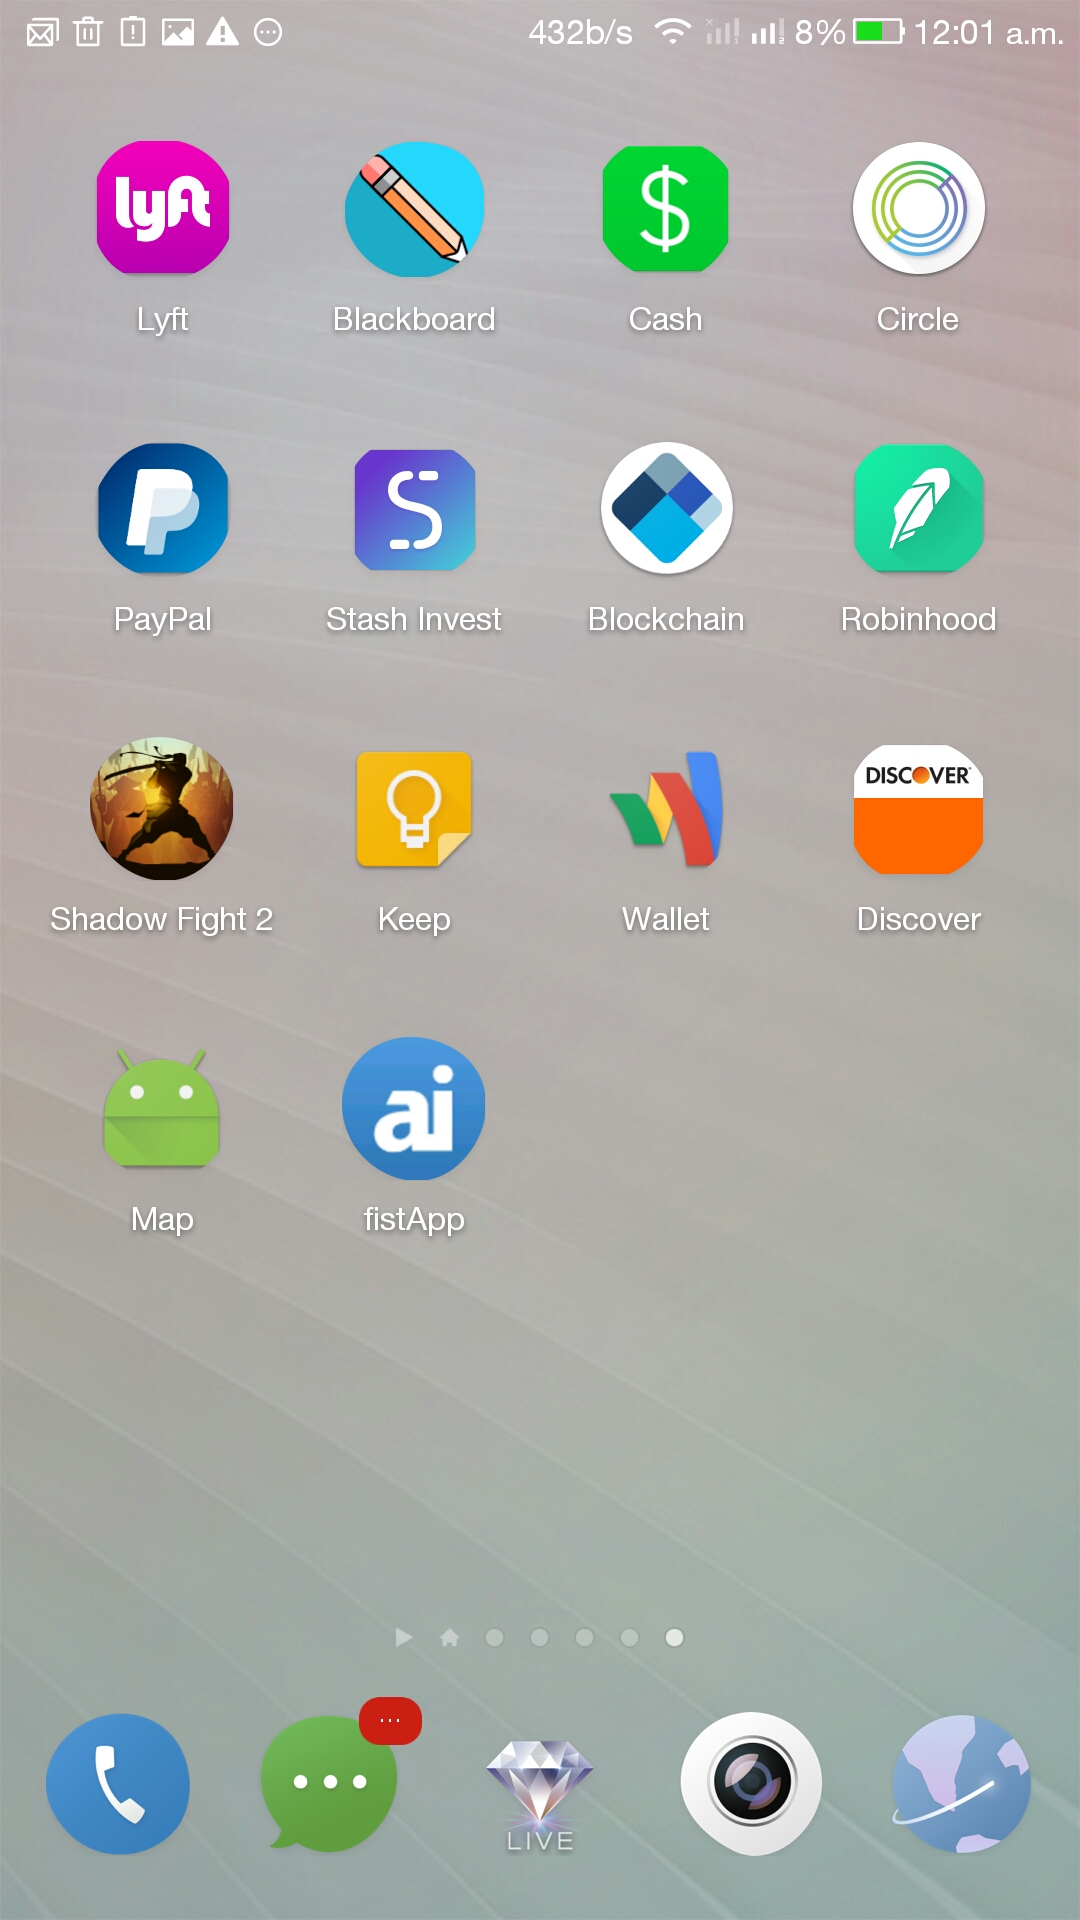 432b/s 8% 12:01 a.m.
lyft
$
Lyft Blackboard Cash Circle
P S
PayPal Stash Invest Blockchain Robinhood
DISCOVER
Shadow Fight 2 Keep Wallet Discover
ai
Map fistApp
...
LIVE